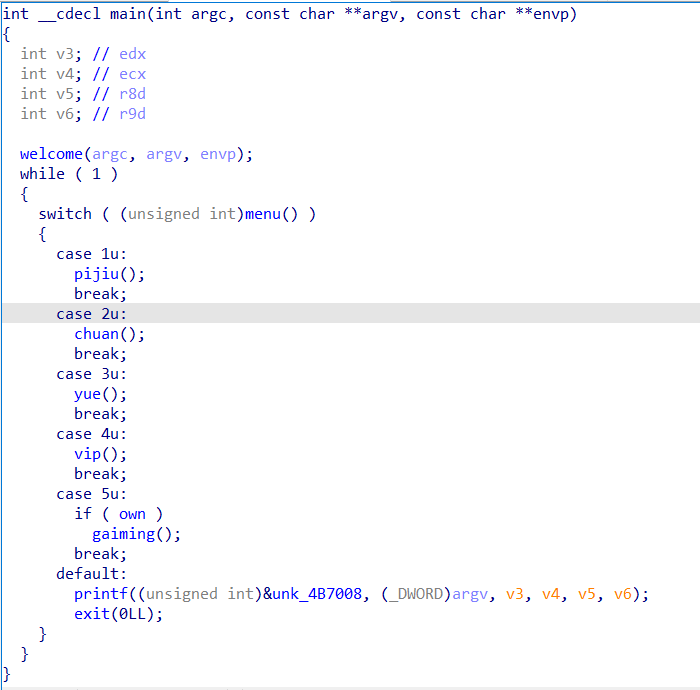 int __cdecl main(int argc, const char **argv, const char **envp)
{
  int v3; // edx
  int v4; // ecx
  int v5; // r8d
  int v6; // r9d

  welcome(argc, argv, envp);
  while ( 1 )
  {
    switch ( (unsigned int)menu() )
    {
      case 1u:
        pijiu();
        break;
      case 2u:
        chuan();
        break;
      case 3u:
        yue();
        break;
      case 4u:
        vip();
        break;
      case 5u:
        if ( own )
          gaiming();
        break;
      default:
        printf((unsigned int)&unk_4B7008, (_DWORD)argv, v3, v4, v5, v6);
        exit(0LL);
    }
  }
}